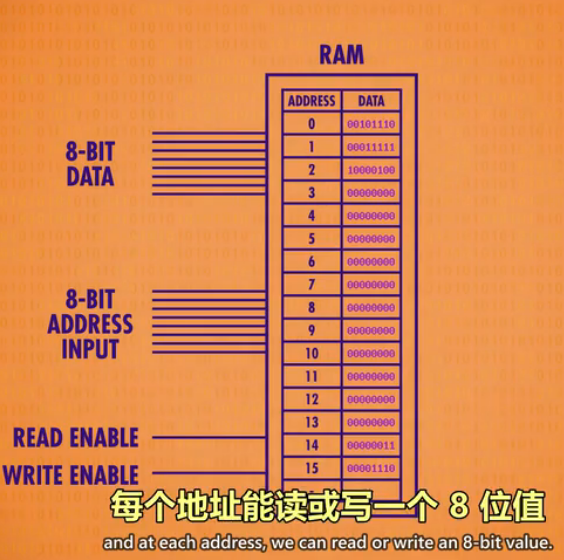 RAM
ADDRESS DATA
0 00101110
1 00011111
2 10000100
3 00000000
4 00000000
5 00000000
6 00000000
7 00000000
8 00000000
9 00000000
10 00000000
11 00000000
12 00000000
13 00000000
14 00000011
15 00001110
8-BIT
DATA
8-BIT
ADDRESS
INPUT
READ ENABLE
WRITE ENABLE
每个地址能读或写一个 8 位值
and at each address, we can read or write an 8-bit value.